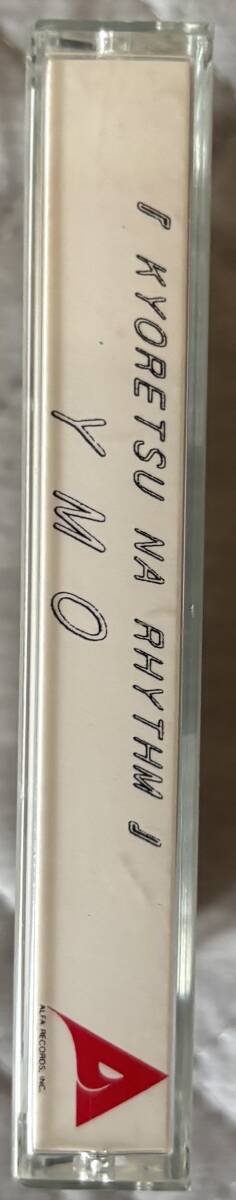 『 KYORETSU NA RHYTHM 』
YMO
ALFA RECORDS, INC.